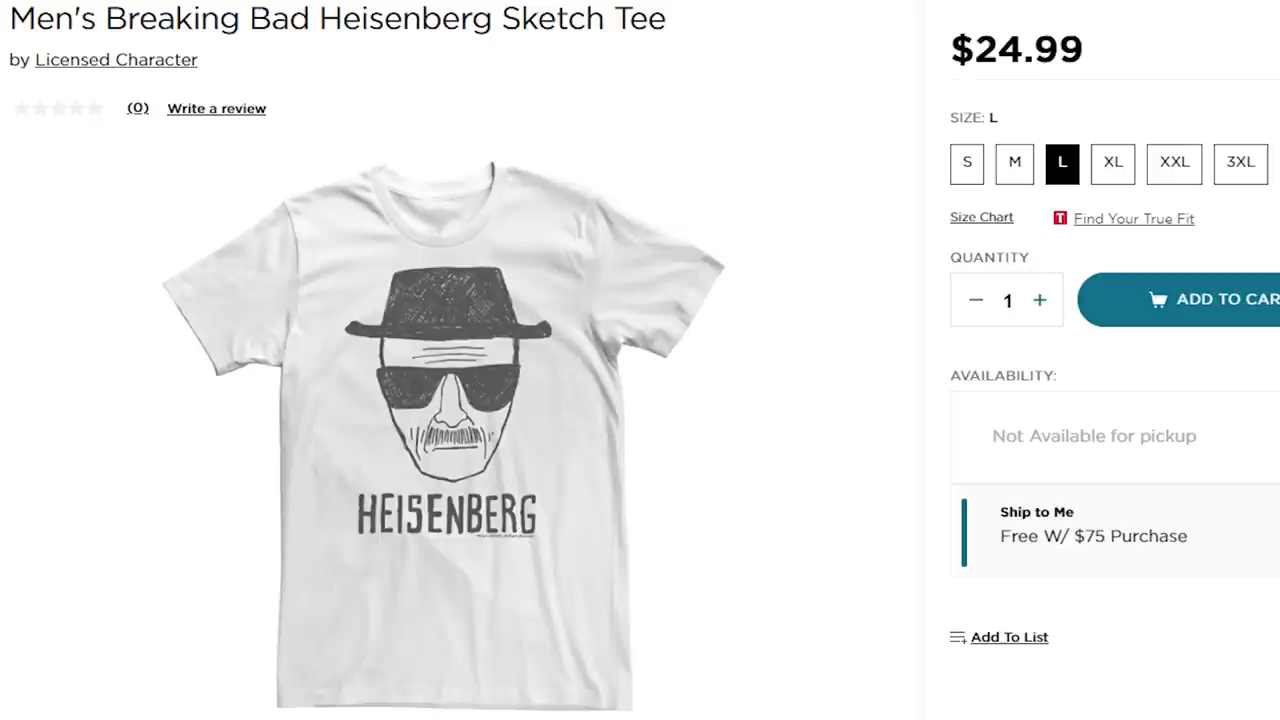 Men's Breaking Bad Heisenberg Sketch Tee
by Licensed Character
(0) Write a review
HEISENBERG
$24.99
SIZE: L
S M L XL XXL 3XL
Size Chart T Find Your True Fit
QUANTITY
1 ADD TO CAR
AVAILABILITY:
Not Available for pickup
Ship to Me
Free W/ $75 Purchase
Add To List